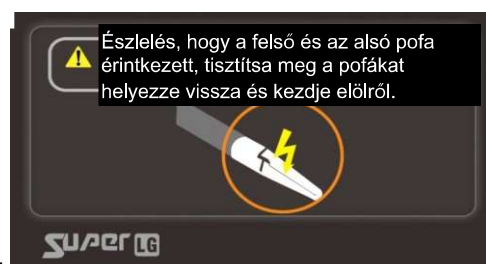 Észlelés, hogy a felső és az alsó pofa
érintkezett, tisztítsa meg a pofákat
helyezze vissza és kezdje elölről.
SUPER LG